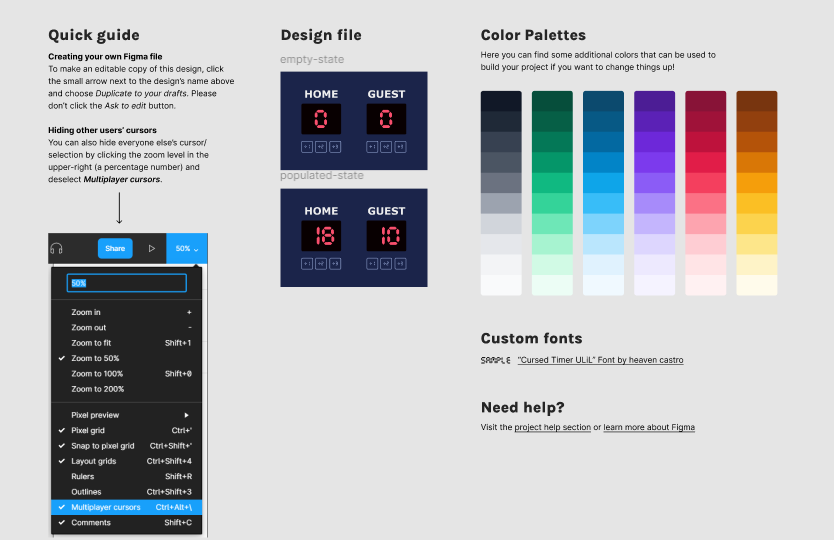 Quick guide
Creating your own Figma file
To make an editable copy of this design, click
the small arrow next to the design's name above
and choose Duplicate to your drafts. Please
don't click the Ask to edit button.
Hiding other users' cursors
You can also hide everyone else's cursor/
selection by clicking the zoom level in the
upper-right (a percentage number) and
deselect Multiplayer cursors.
Share
50%
50%
Zoom in +
Zoom out -
Zoom to fit Shift+1
Zoom to 50%
Zoom to 100% Shift+0
Zoom to 200%
Pixel preview
Pixel grid Ctrl+'
Snap to pixel grid Ctrl+Shift+'
Layout grids Ctrl+Shift+4
Rulers Shift+R
Outlines Ctrl+Shift+3
Multiplayer cursors Ctrl+Alt+\
Comments Shift+C
Design file
empty-state
HOME GUEST
0 0
+1 +2 +3 +1 +2 +3
populated-state
HOME GUEST
18 10
+1 +2 +3 +1 +2 +3
Color Palettes
Here you can find some additional colors that can be used to
build your project if you want to change things up!
Custom fonts
SAMPLE "Cursed Timer ULiL" Font by heaven castro
Need help?
Visit the project help section or learn more about Figma